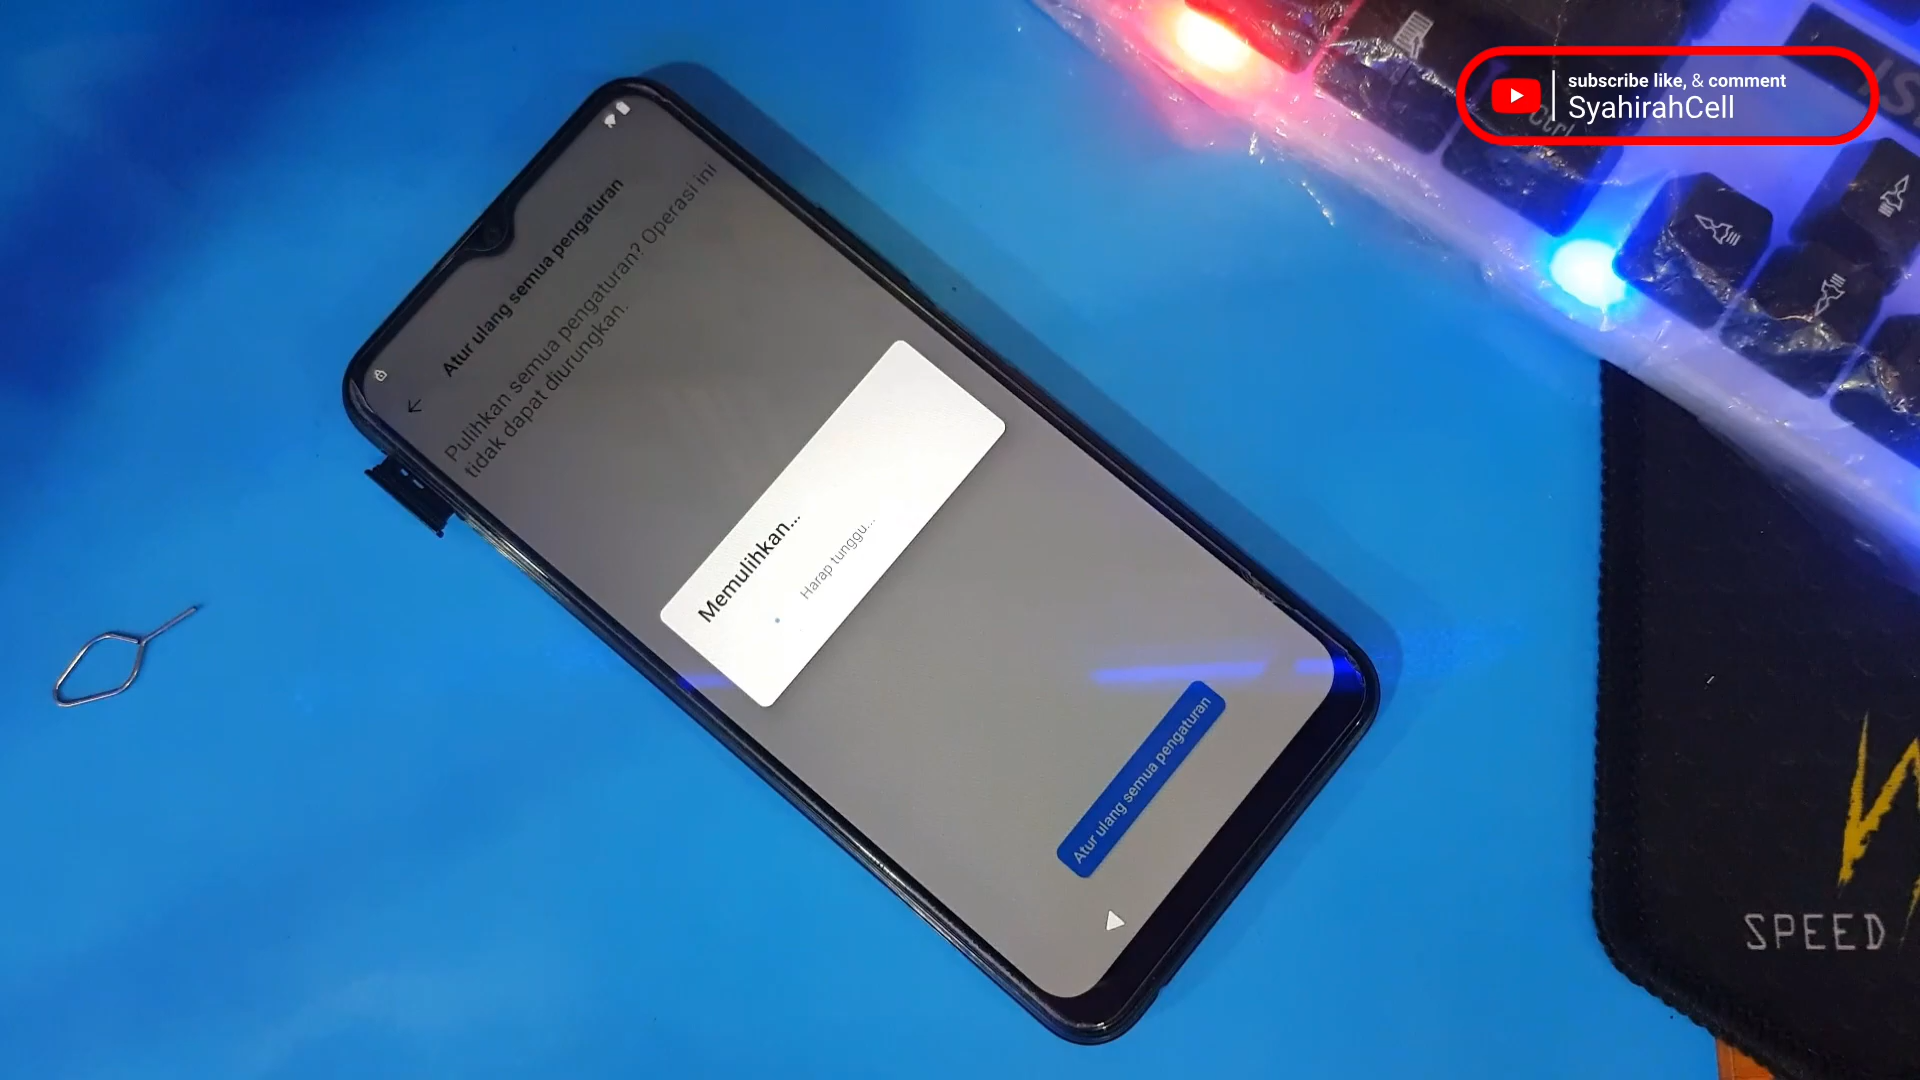 subscribe like, & comment
SyahirahCell
Ctrl
Atur ulang semua pengaturan
Pulihkan semua pengaturan? Operasi ini
tidak dapat diurungkan.
Memulihkan...
Harap tunggu...
Atur ulang semua pengaturan
SPEED